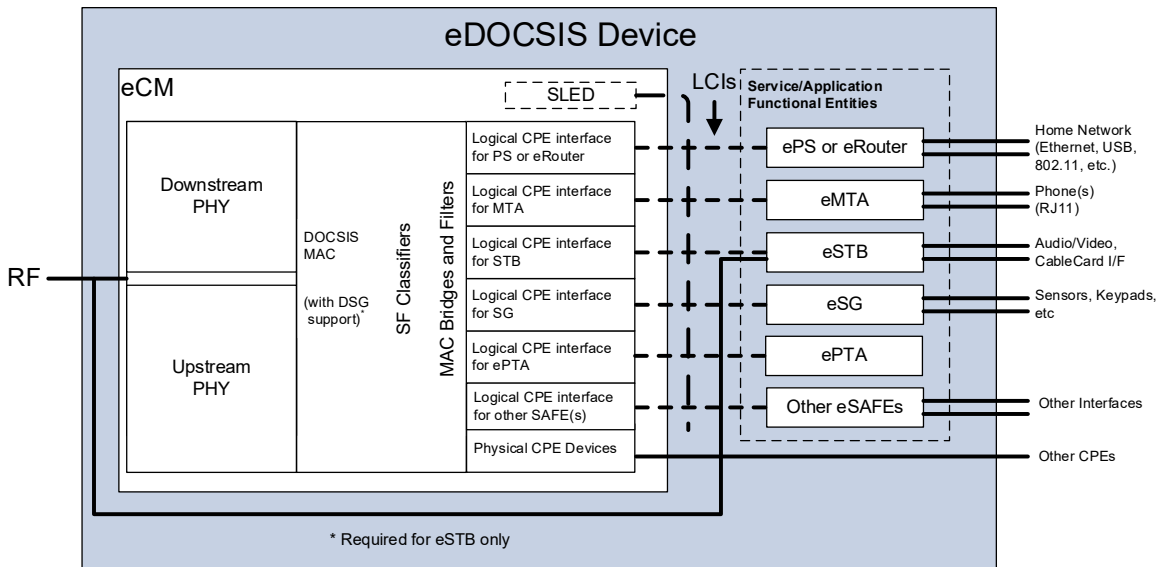 eDOCSIS Device
eCM
SLED
LCIs
Service/Application
Functional Entities
RF
Downstream
PHY
Upstream
PHY
DOCSIS
MAC
(with DSG
support)*
SF Classifiers
MAC Bridges and Filters
Logical CPE interface
for PS or eRouter
Logical CPE interface
for MTA
Logical CPE interface
for STB
Logical CPE interface
for SG
Logical CPE interface
for ePTA
Logical CPE interface
for other SAFE(s)
Physical CPE Devices
ePS or eRouter
eMTA
eSTB
eSG
ePTA
Other eSAFEs
Home Network
(Ethernet, USB,
802.11, etc.)
Phone(s)
(RJ11)
Audio/Video,
CableCard I/F
Sensors, Keypads,
etc
Other Interfaces
Other CPEs
* Required for eSTB only